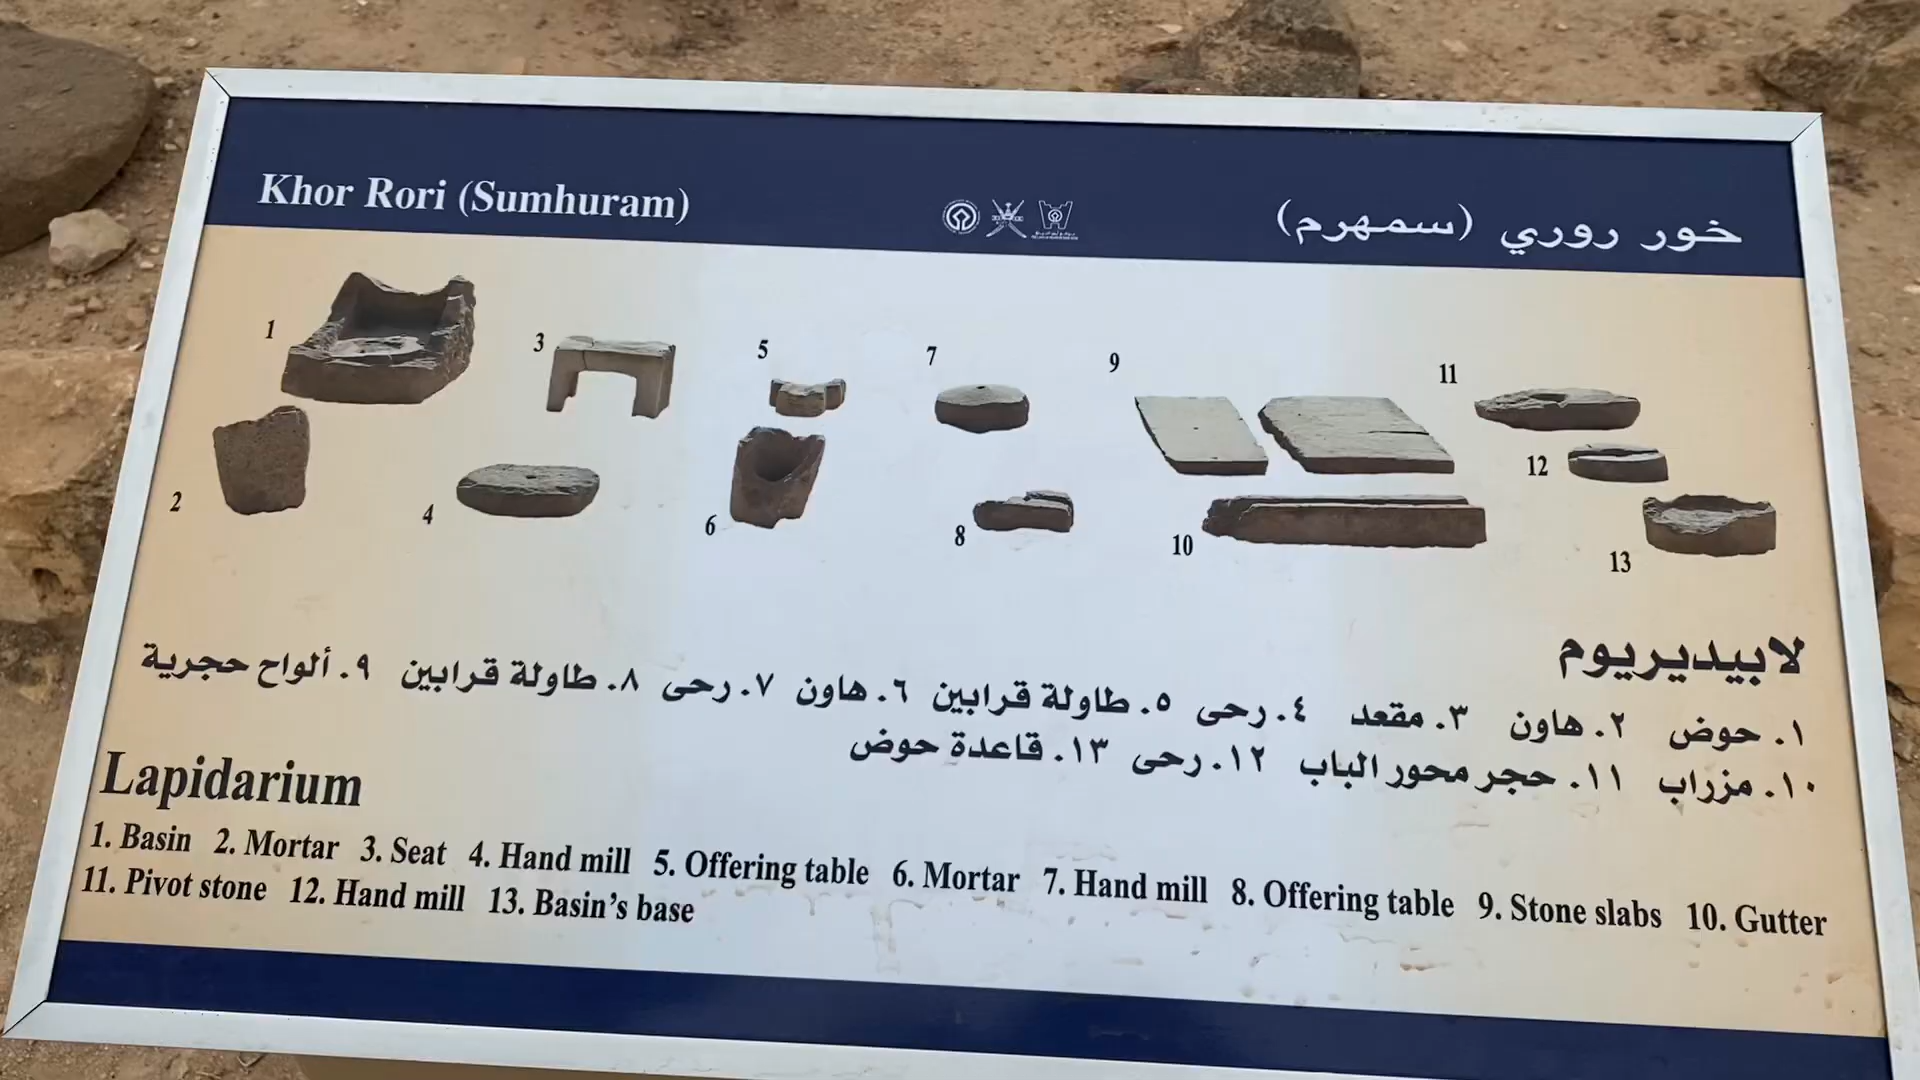 Khor Rori (Sumhuram)
خور روري (سمهرم)
1
2
3
4
5
6
7
8
9
10
11
12
13
لابيديريوم
١. حوض ٢. هاون ٣. مقعد ٤. رحى ٥. طاولة قرابين ٦. هاون ٧. رحى ٨. طاولة قرابين ٩. ألواح حجرية
١٠. مزراب ١١. حجر محور الباب ١٢. رحى ١٣. قاعدة حوض
Lapidarium
1. Basin 2. Mortar 3. Seat 4. Hand mill 5. Offering table 6. Mortar 7. Hand mill 8. Offering table 9. Stone slabs 10. Gutter
11. Pivot stone 12. Hand mill 13. Basin's base